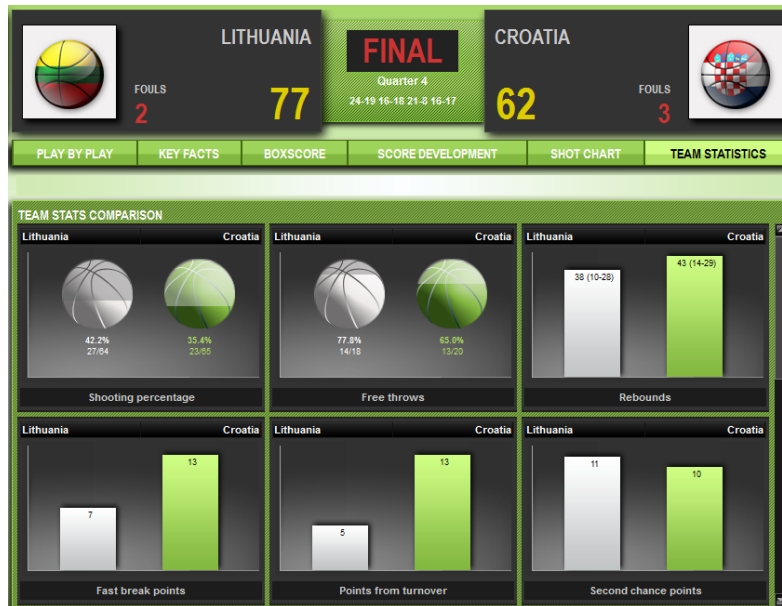 LITHUANIA
FINAL
CROATIA
Quarter 4
FOULS
2
77
24-19 16-18 21-8 16-17
62
FOULS
3
PLAY BY PLAY
KEY FACTS
BOXSCORE
SCORE DEVELOPMENT
SHOT CHART
TEAM STATISTICS
TEAM STATS COMPARISON
Lithuania Croatia
42.2% 35.4%
27/64 23/65
Shooting percentage
Lithuania Croatia
77.8% 65.0%
14/18 13/20
Free throws
Lithuania Croatia
38 (10-28)
43 (14-29)
Rebounds
Lithuania Croatia
7
13
Fast break points
Lithuania Croatia
5
13
Points from turnover
Lithuania Croatia
11
10
Second chance points